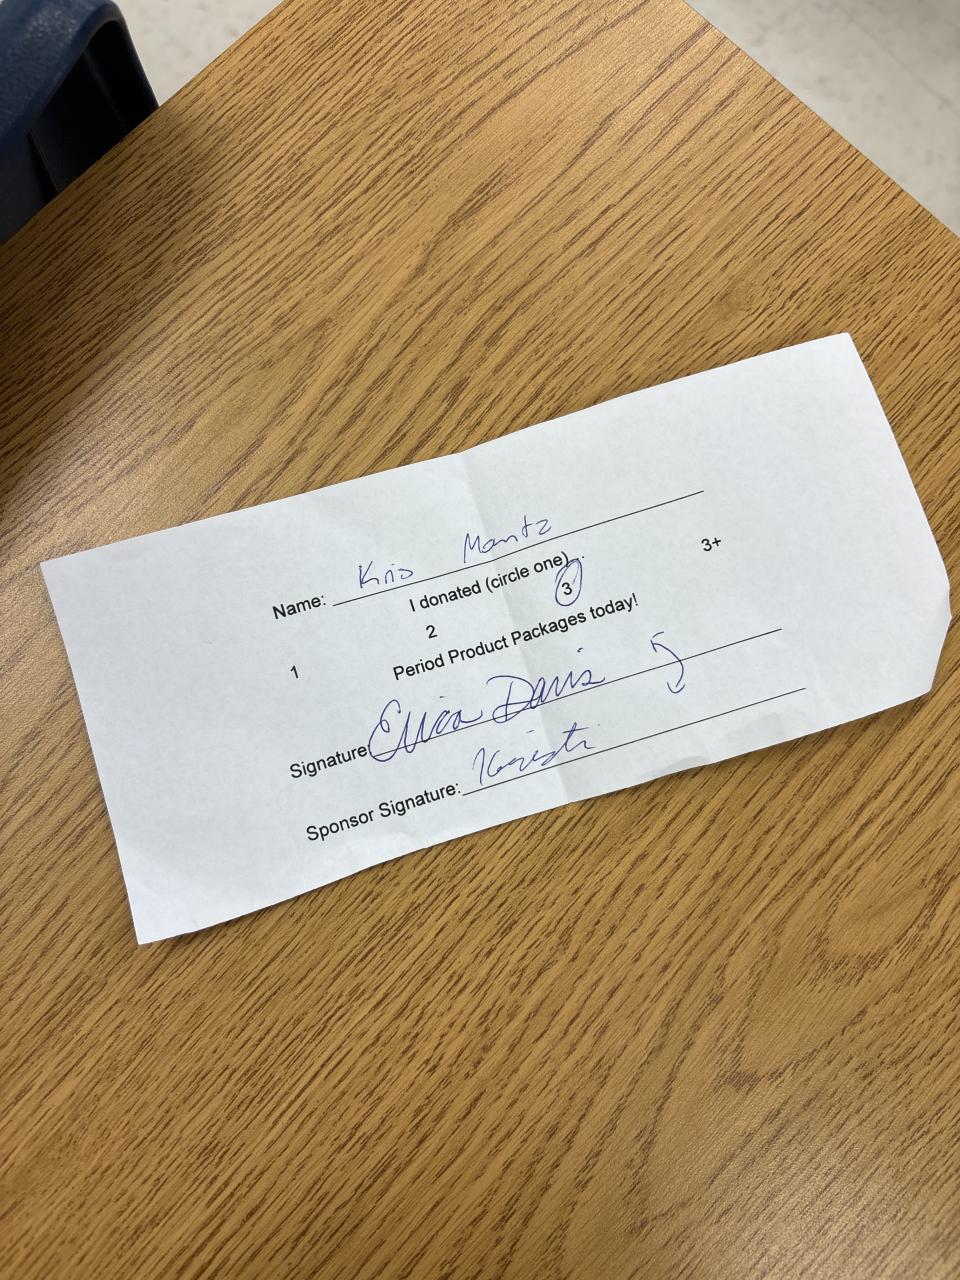 Name: Kris Mantz
I donated (circle one)...
1 2 3 3+
Period Product Packages today!
Signature Erica Davis
Sponsor Signature: